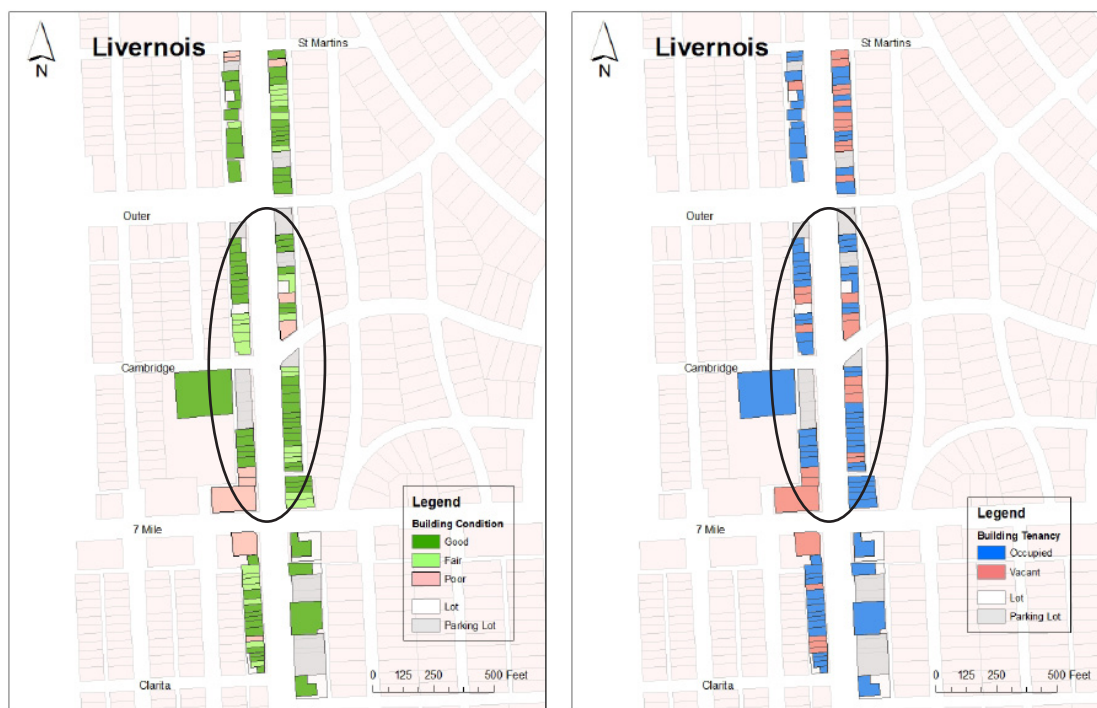 Livernois
St Martins
N
Outer
Cambridge
7 Mile
Clarita
Legend
Building Condition
Good
Fair
Poor
Lot
Parking Lot
0 125 250 500 Feet
Livernois
St Martins
N
Outer
Cambridge
7 Mile
Clarita
Legend
Building Tenancy
Occupied
Vacant
Lot
Parking Lot
0 125 250 500 Feet